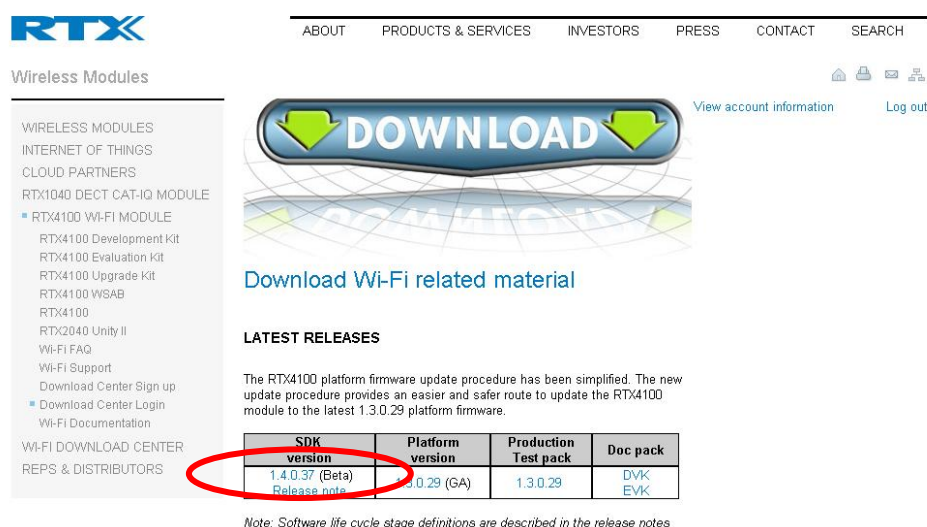 RTX
ABOUT PRODUCTS & SERVICES INVESTORS PRESS CONTACT SEARCH
Wireless Modules
View account information Log out
WIRELESS MODULES
INTERNET OF THINGS
CLOUD PARTNERS
RTX1040 DECT CAT-IQ MODULE
RTX4100 WI-FI MODULE
RTX4100 Development Kit
RTX4100 Evaluation Kit
RTX4100 Upgrade Kit
RTX4100 WSAB
RTX4100
RTX2040 Unity II
Wi-Fi FAQ
Wi-Fi Support
Download Center Sign up
Download Center Login
Wi-Fi Documentation
WI-FI DOWNLOAD CENTER
REPS & DISTRIBUTORS
DOWNLOAD
Download Wi-Fi related material
LATEST RELEASES
The RTX4100 platform firmware update procedure has been simplified. The new
update procedure provides an easier and safer route to update the RTX4100
module to the latest 1.3.0.29 platform firmware.
SDK version Platform version Production Test pack Doc pack
1.4.0.37 (Beta) 1.3.0.29 (GA) 1.3.0.29 DVK
Release note EVK
Note: Software life cycle stage definitions are described in the release notes